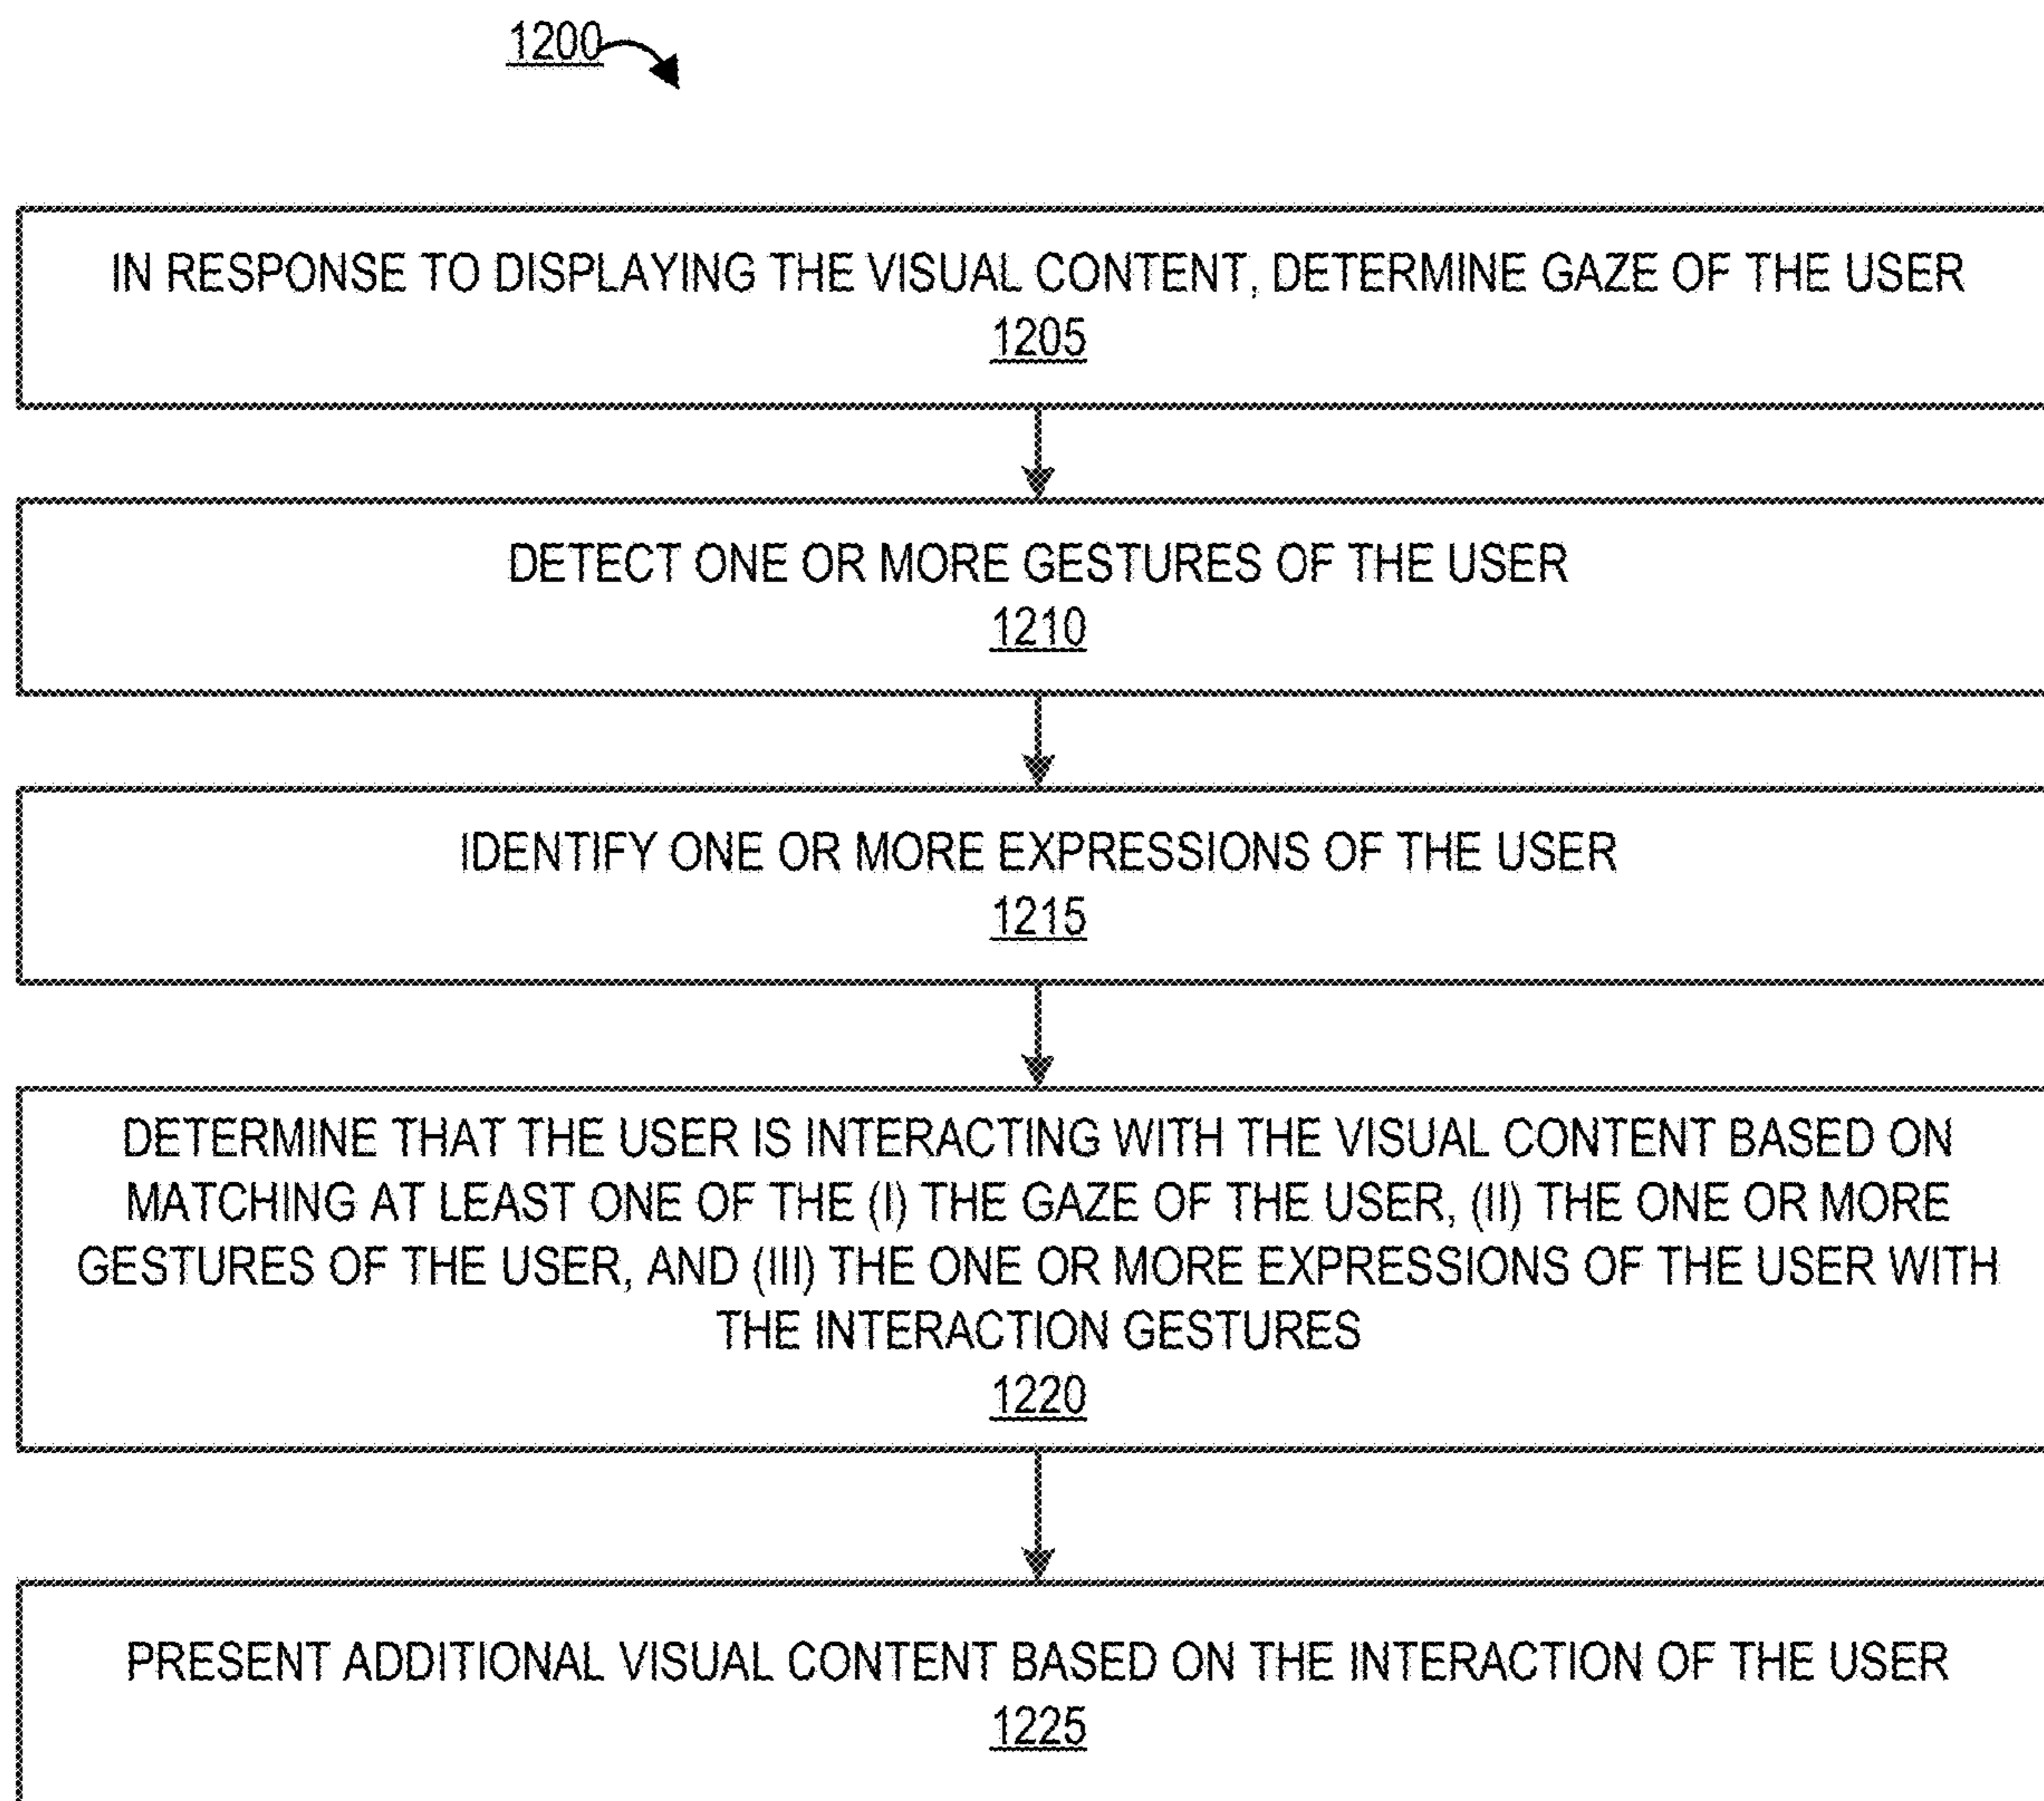 1200
IN RESPONSE TO DISPLAYING THE VISUAL CONTENT, DETERMINE GAZE OF THE USER
1205
DETECT ONE OR MORE GESTURES OF THE USER
1210
IDENTIFY ONE OR MORE EXPRESSIONS OF THE USER
1215
DETERMINE THAT THE USER IS INTERACTING WITH THE VISUAL CONTENT BASED ON
MATCHING AT LEAST ONE OF THE (I) THE GAZE OF THE USER, (II) THE ONE OR MORE
GESTURES OF THE USER, AND (III) THE ONE OR MORE EXPRESSIONS OF THE USER WITH
THE INTERACTION GESTURES
1220
PRESENT ADDITIONAL VISUAL CONTENT BASED ON THE INTERACTION OF THE USER
1225